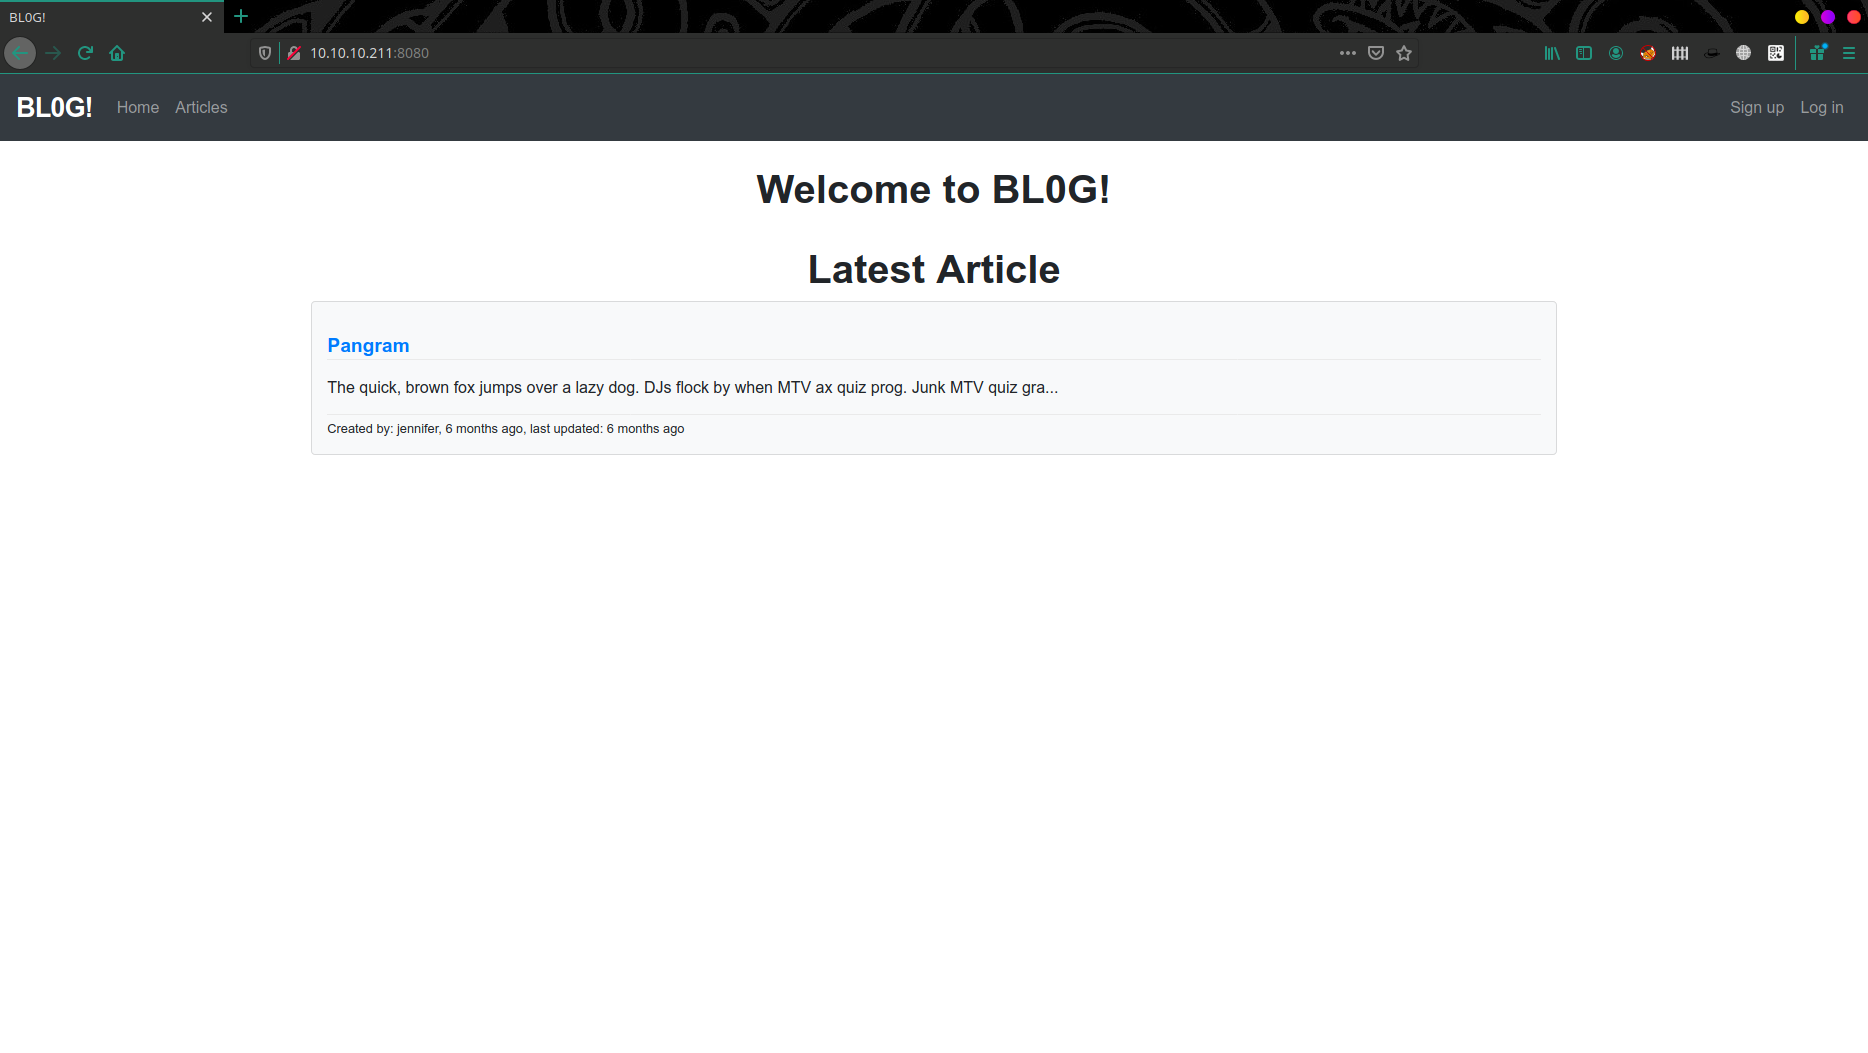 BL0G!
10.10.10.211:8080
BL0G! Home Articles Sign up Log in
Welcome to BL0G!
Latest Article
Pangram
The quick, brown fox jumps over a lazy dog. DJs flock by when MTV ax quiz prog. Junk MTV quiz gra...
Created by: jennifer, 6 months ago, last updated: 6 months ago